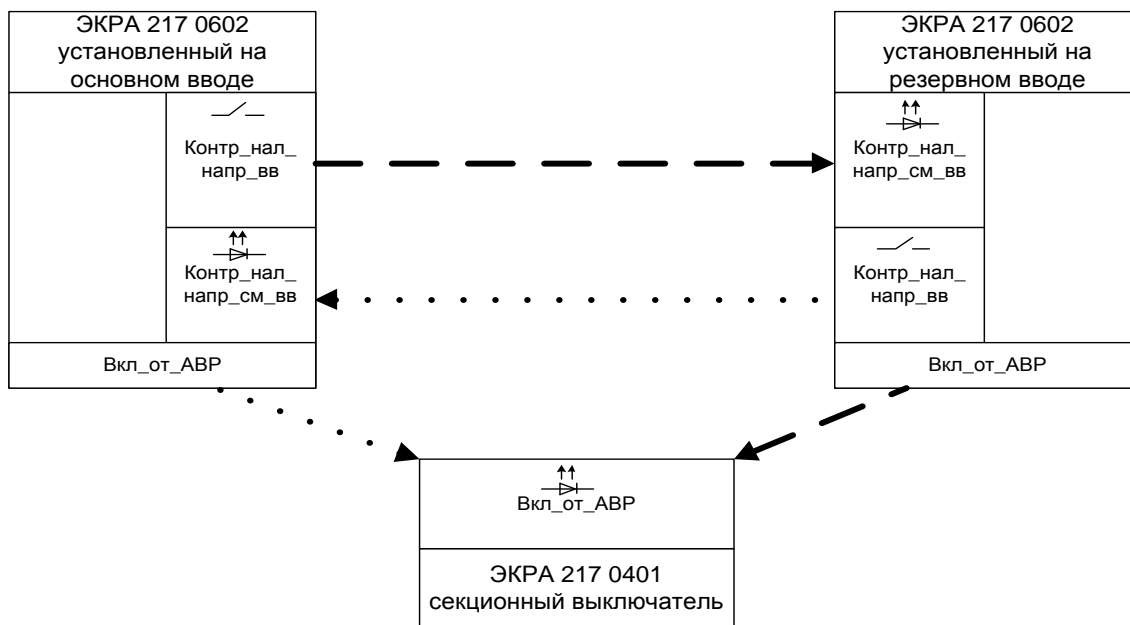 ЭКРА 217 0602
установленный на
основном вводе
Контр_нал_
напр_вв
Контр_нал_
напр_см_вв
Вкл_от_АВР
ЭКРА 217 0602
установленный на
резервном вводе
Контр_нал_
напр_см_вв
Контр_нал_
напр_вв
Вкл_от_АВР
Вкл_от_АВР
ЭКРА 217 0401
секционный выключатель